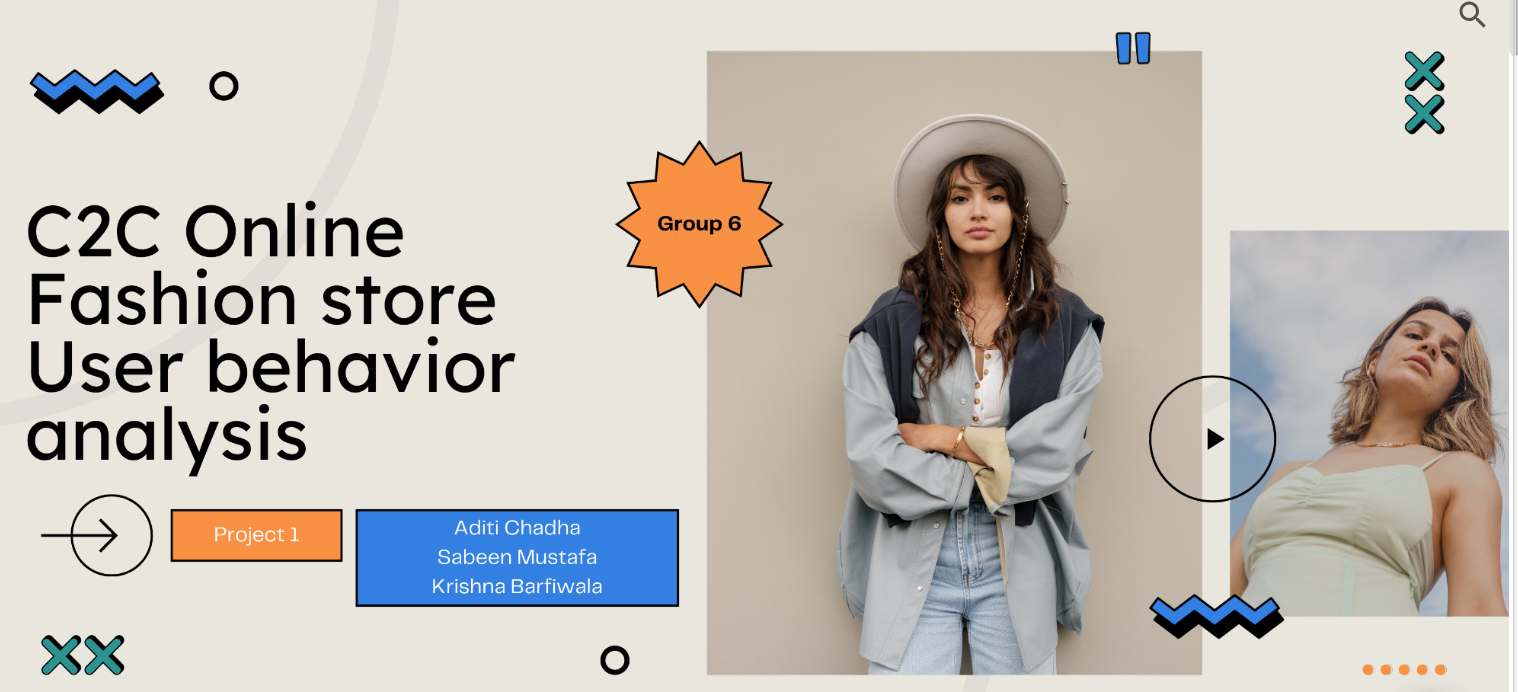 C2C Online
Fashion store
User behavior
analysis
Group 6
Project 1
Aditi Chadha
Sabeen Mustafa
Krishna Barfiwala